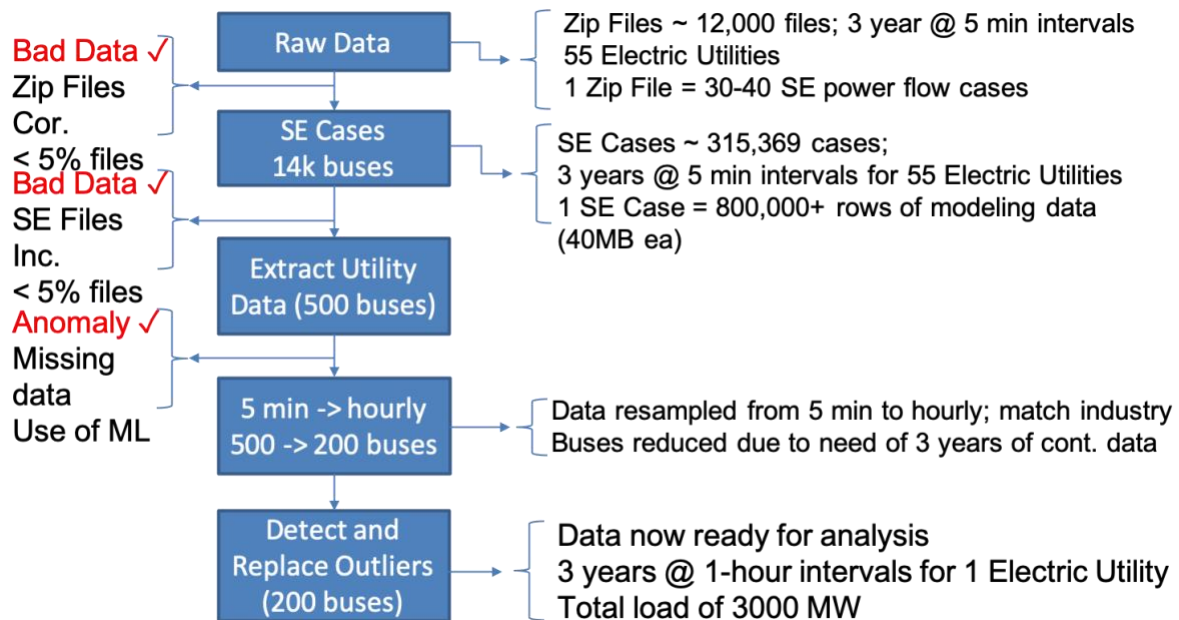 Raw Data
Zip Files ~ 12,000 files; 3 year @ 5 min intervals
55 Electric Utilities
1 Zip File = 30-40 SE power flow cases
Bad Data ✓
Zip Files
Cor.
< 5% files
SE Cases
14k buses
SE Cases ~ 315,369 cases;
3 years @ 5 min intervals for 55 Electric Utilities
1 SE Case = 800,000+ rows of modeling data
(40MB ea)
Bad Data ✓
SE Files
Inc.
< 5% files
Extract Utility
Data (500 buses)
Anomaly ✓
Missing
data
Use of ML
5 min -> hourly
500 -> 200 buses
Data resampled from 5 min to hourly; match industry
Buses reduced due to need of 3 years of cont. data
Detect and
Replace Outliers
(200 buses)
Data now ready for analysis
3 years @ 1-hour intervals for 1 Electric Utility
Total load of 3000 MW